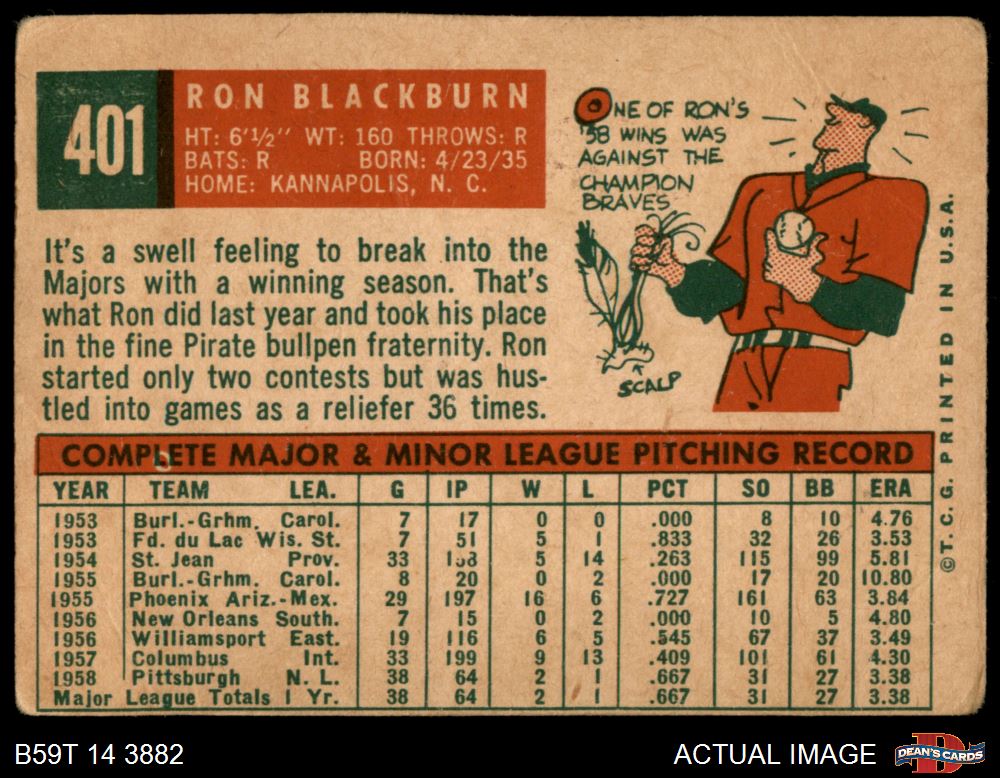 401
RON BLACKBURN
HT: 6'½" WT: 160 THROWS: R
BATS: R BORN: 4/23/35
HOME: KANNAPOLIS, N. C.
It's a swell feeling to break into the
Majors with a winning season. That's
what Ron did last year and took his place
in the fine Pirate bullpen fraternity. Ron
started only two contests but was hus-
tled into games as a reliefer 36 times.
ONE OF RON'S
'58 WINS WAS
AGAINST THE
CHAMPION
BRAVES
SCALP
COMPLETE MAJOR & MINOR LEAGUE PITCHING RECORD
YEAR TEAM LEA. G IP W L PCT SO BB ERA
1953 Burl.-Grhm. Carol. 7 17 0 0 .000 8 10 4.76
1953 Fd. du Lac Wis. St. 7 51 5 1 .833 32 26 3.53
1954 St. Jean Prov. 33 5 14 .263 115 99 5.81
1955 Burl.-Grhm. Carol. 8 20 0 2 .000 17 20 10.80
1955 Phoenix Ariz.-Mex. 29 197 16 6 .727 161 63 3.84
1956 New Orleans South. 7 15 0 2 .000 10 5 4.80
1956 Williamsport East. 19 116 6 5 .545 67 37 3.49
1957 Columbus Int. 33 199 9 13 .409 101 61 4.30
1958 Pittsburgh N. L. 38 64 2 1 .667 31 27 3.38
Major League Totals 1 Yr. 38 64 2 1 .667 31 27 3.38
© T. C. G. PRINTED IN U.S.A.
B59T 14 3882
ACTUAL IMAGE
DEAN'S CARDS